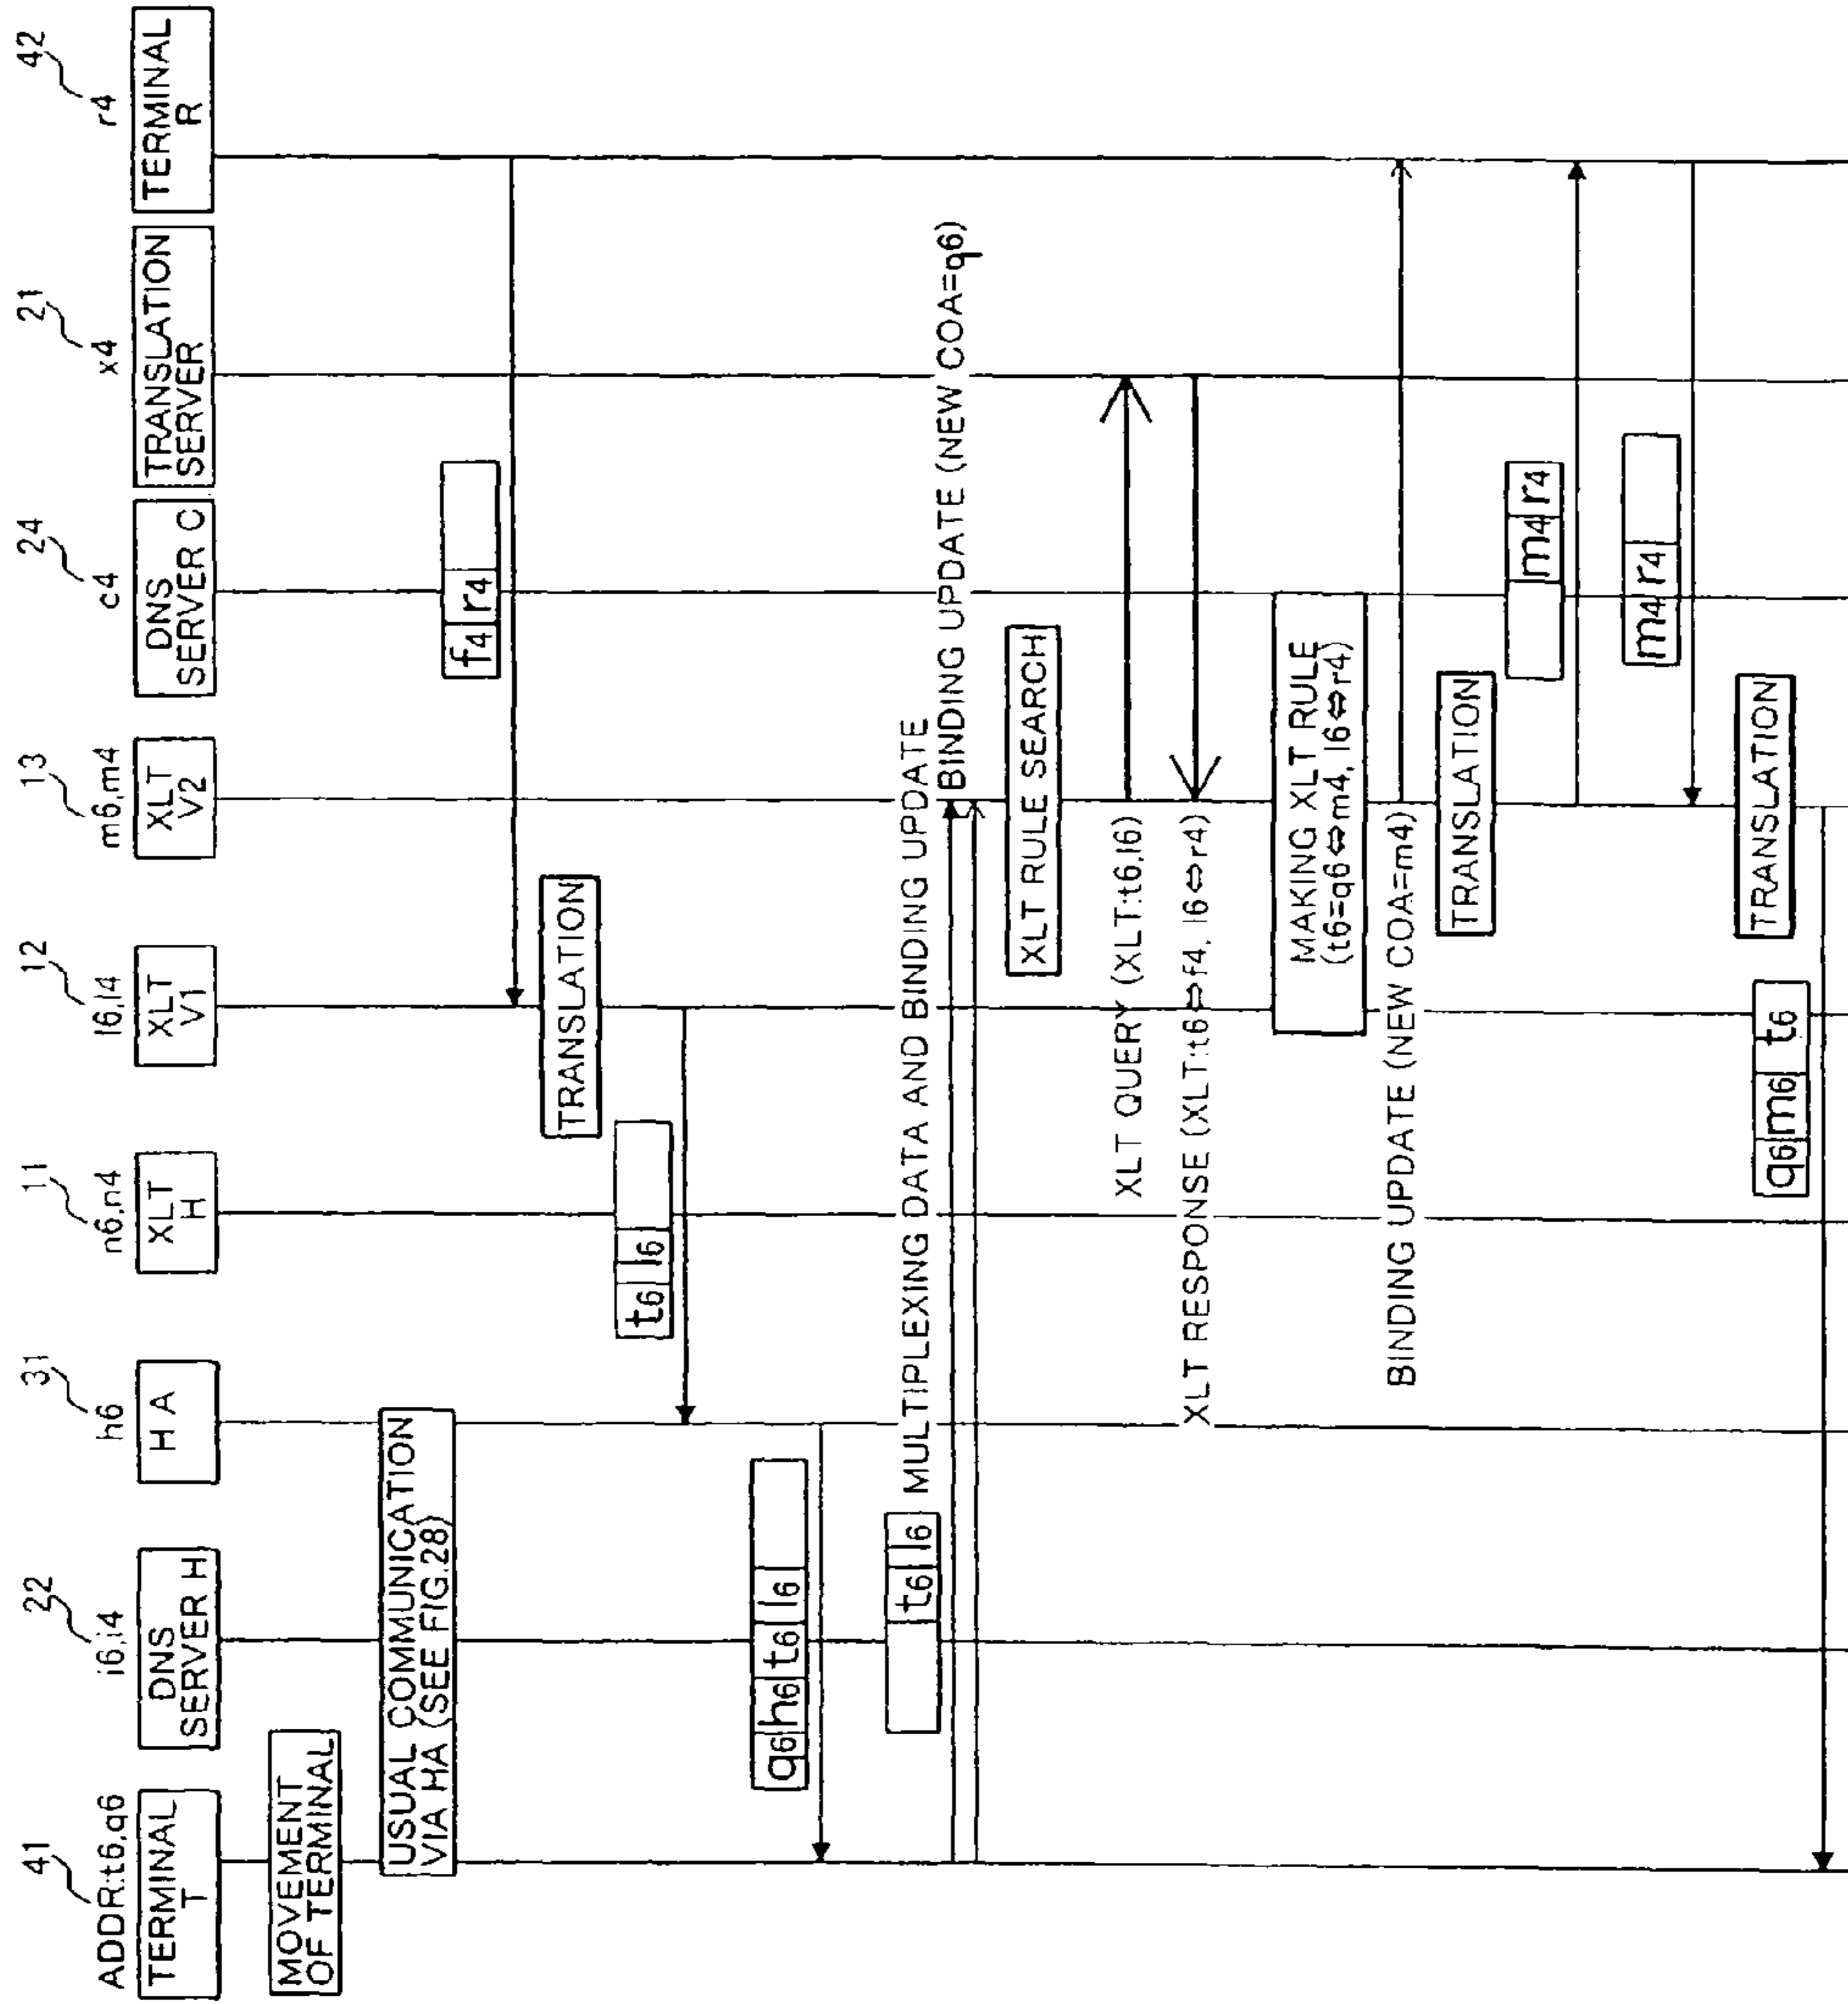 41
ADDR:t6,q6
TERMINAL
T
22
i6,i4
DNS
SERVER H
31
h6
H A
11
n6,n4
XLT
H
12
l6,l4
XLT
V1
13
m6,m4
XLT
V2
24
c4
DNS
SERVER C
21
x4
TRANSLATION
SERVER
42
r4
TERMINAL
R
MOVEMENT
OF TERMINAL
USUAL COMMUNICATION
VIA HA (SEE FIG.28)
f4 r4
TRANSLATION
t6 l6
q6 h6 t6 l6
t6 l6
MULTIPLEXING DATA AND BINDING UPDATE
BINDING UPDATE (NEW COA=q6)
XLT RULE SEARCH
XLT QUERY (XLT:t6,l6)
XLT RESPONSE (XLT:t6⇔f4, l6⇔r4)
MAKING XLT RULE
(t6=q6⇔m4, l6⇔r4)
BINDING UPDATE (NEW COA=m4)
TRANSLATION
m4 r4
m4 r4
TRANSLATION
q6 m6 t6